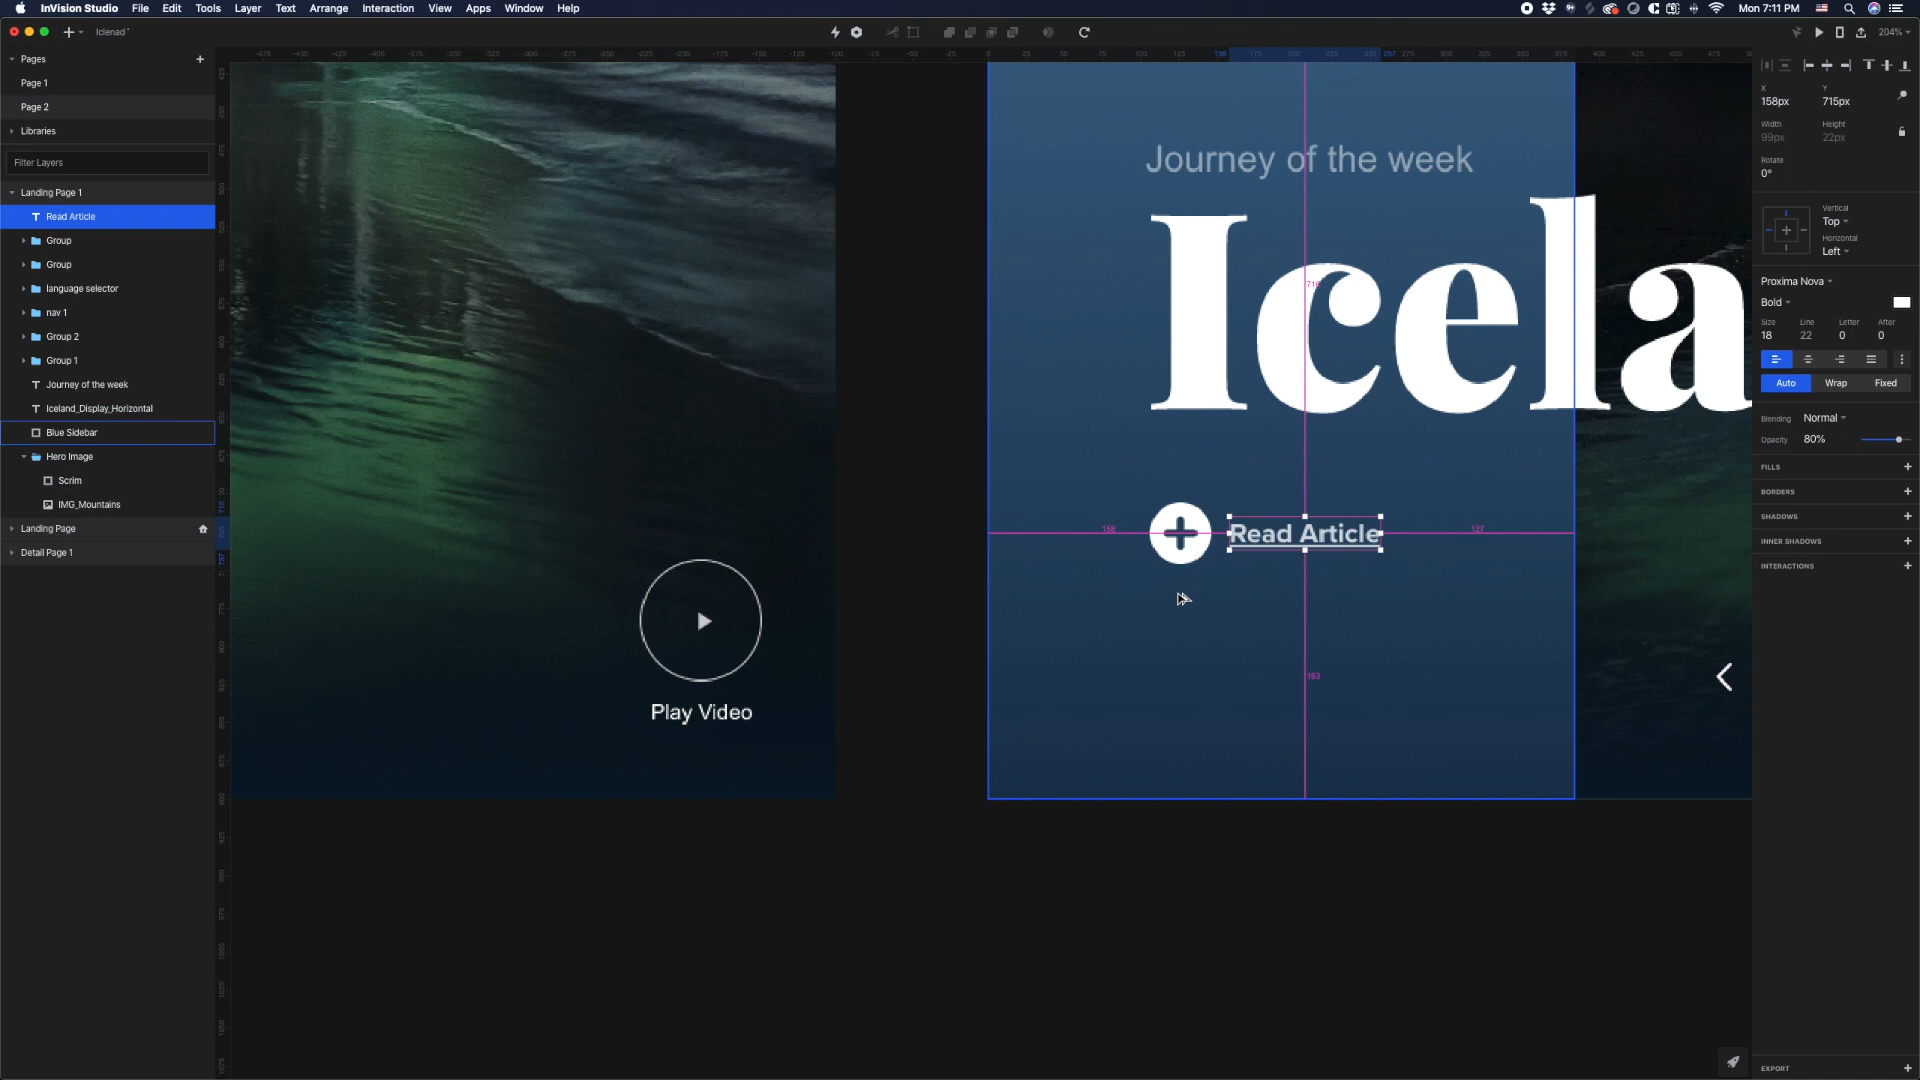 InVision Studio File Edit Tools Layer Text Arrange Interaction View Apps Window Help
Mon 7:11 PM
Iclenad
204%
Pages
Page 1
Page 2
Libraries
Filter Layers
Landing Page 1
Read Article
Group
Group
language selector
nav 1
Group 2
Group 1
Journey of the week
Iceland_Display_Horizontal
Blue Sidebar
Hero Image
Scrim
IMG_Mountains
Landing Page
Detail Page 1
Play Video
Journey of the week
Icela
Read Article
158
127
163
X
Y
158px
715px
Width
Height
99px
22px
Rotate
0°
Vertical
Top
Horizontal
Left
Proxima Nova
Bold
Size
Line
Letter
After
18
22
0
0
Auto
Wrap
Fixed
Blending
Normal
Opacity
80%
FILLS
BORDERS
SHADOWS
INNER SHADOWS
INTERACTIONS
EXPORT